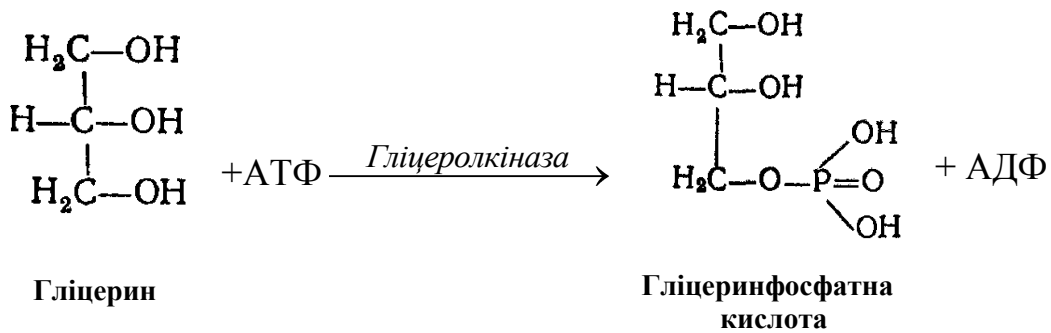 H₂C—OH
H—C—OH
H₂C—OH
+АТФ
Гліцеролкіназа
H₂C—OH
H—C—OH
H₂C—O—P=O
OH
OH
+ АДФ
Гліцерин
Гліцеринфосфатна
кислота